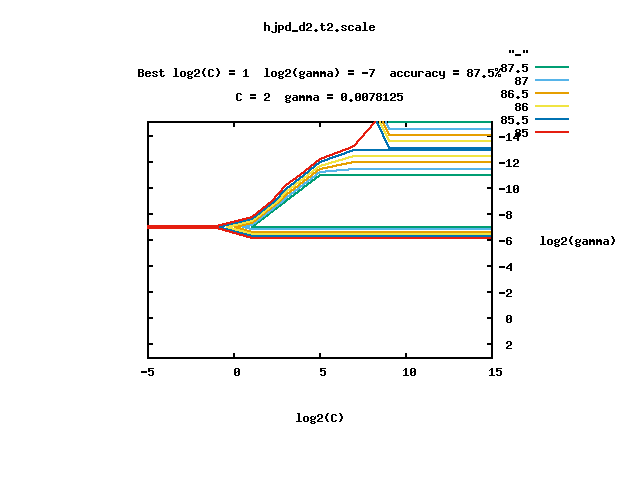 hjpd_d2.t2.scale
"-"
Best log2(C) = 1 log2(gamma) = -7 accuracy = 87.5%
87.5
87
86.5
86
85.5
85
C = 2 gamma = 0.0078125
-14
-12
-10
-8
-6
-4
-2
0
2
log2(gamma)
-5 0 5 10 15
log2(C)